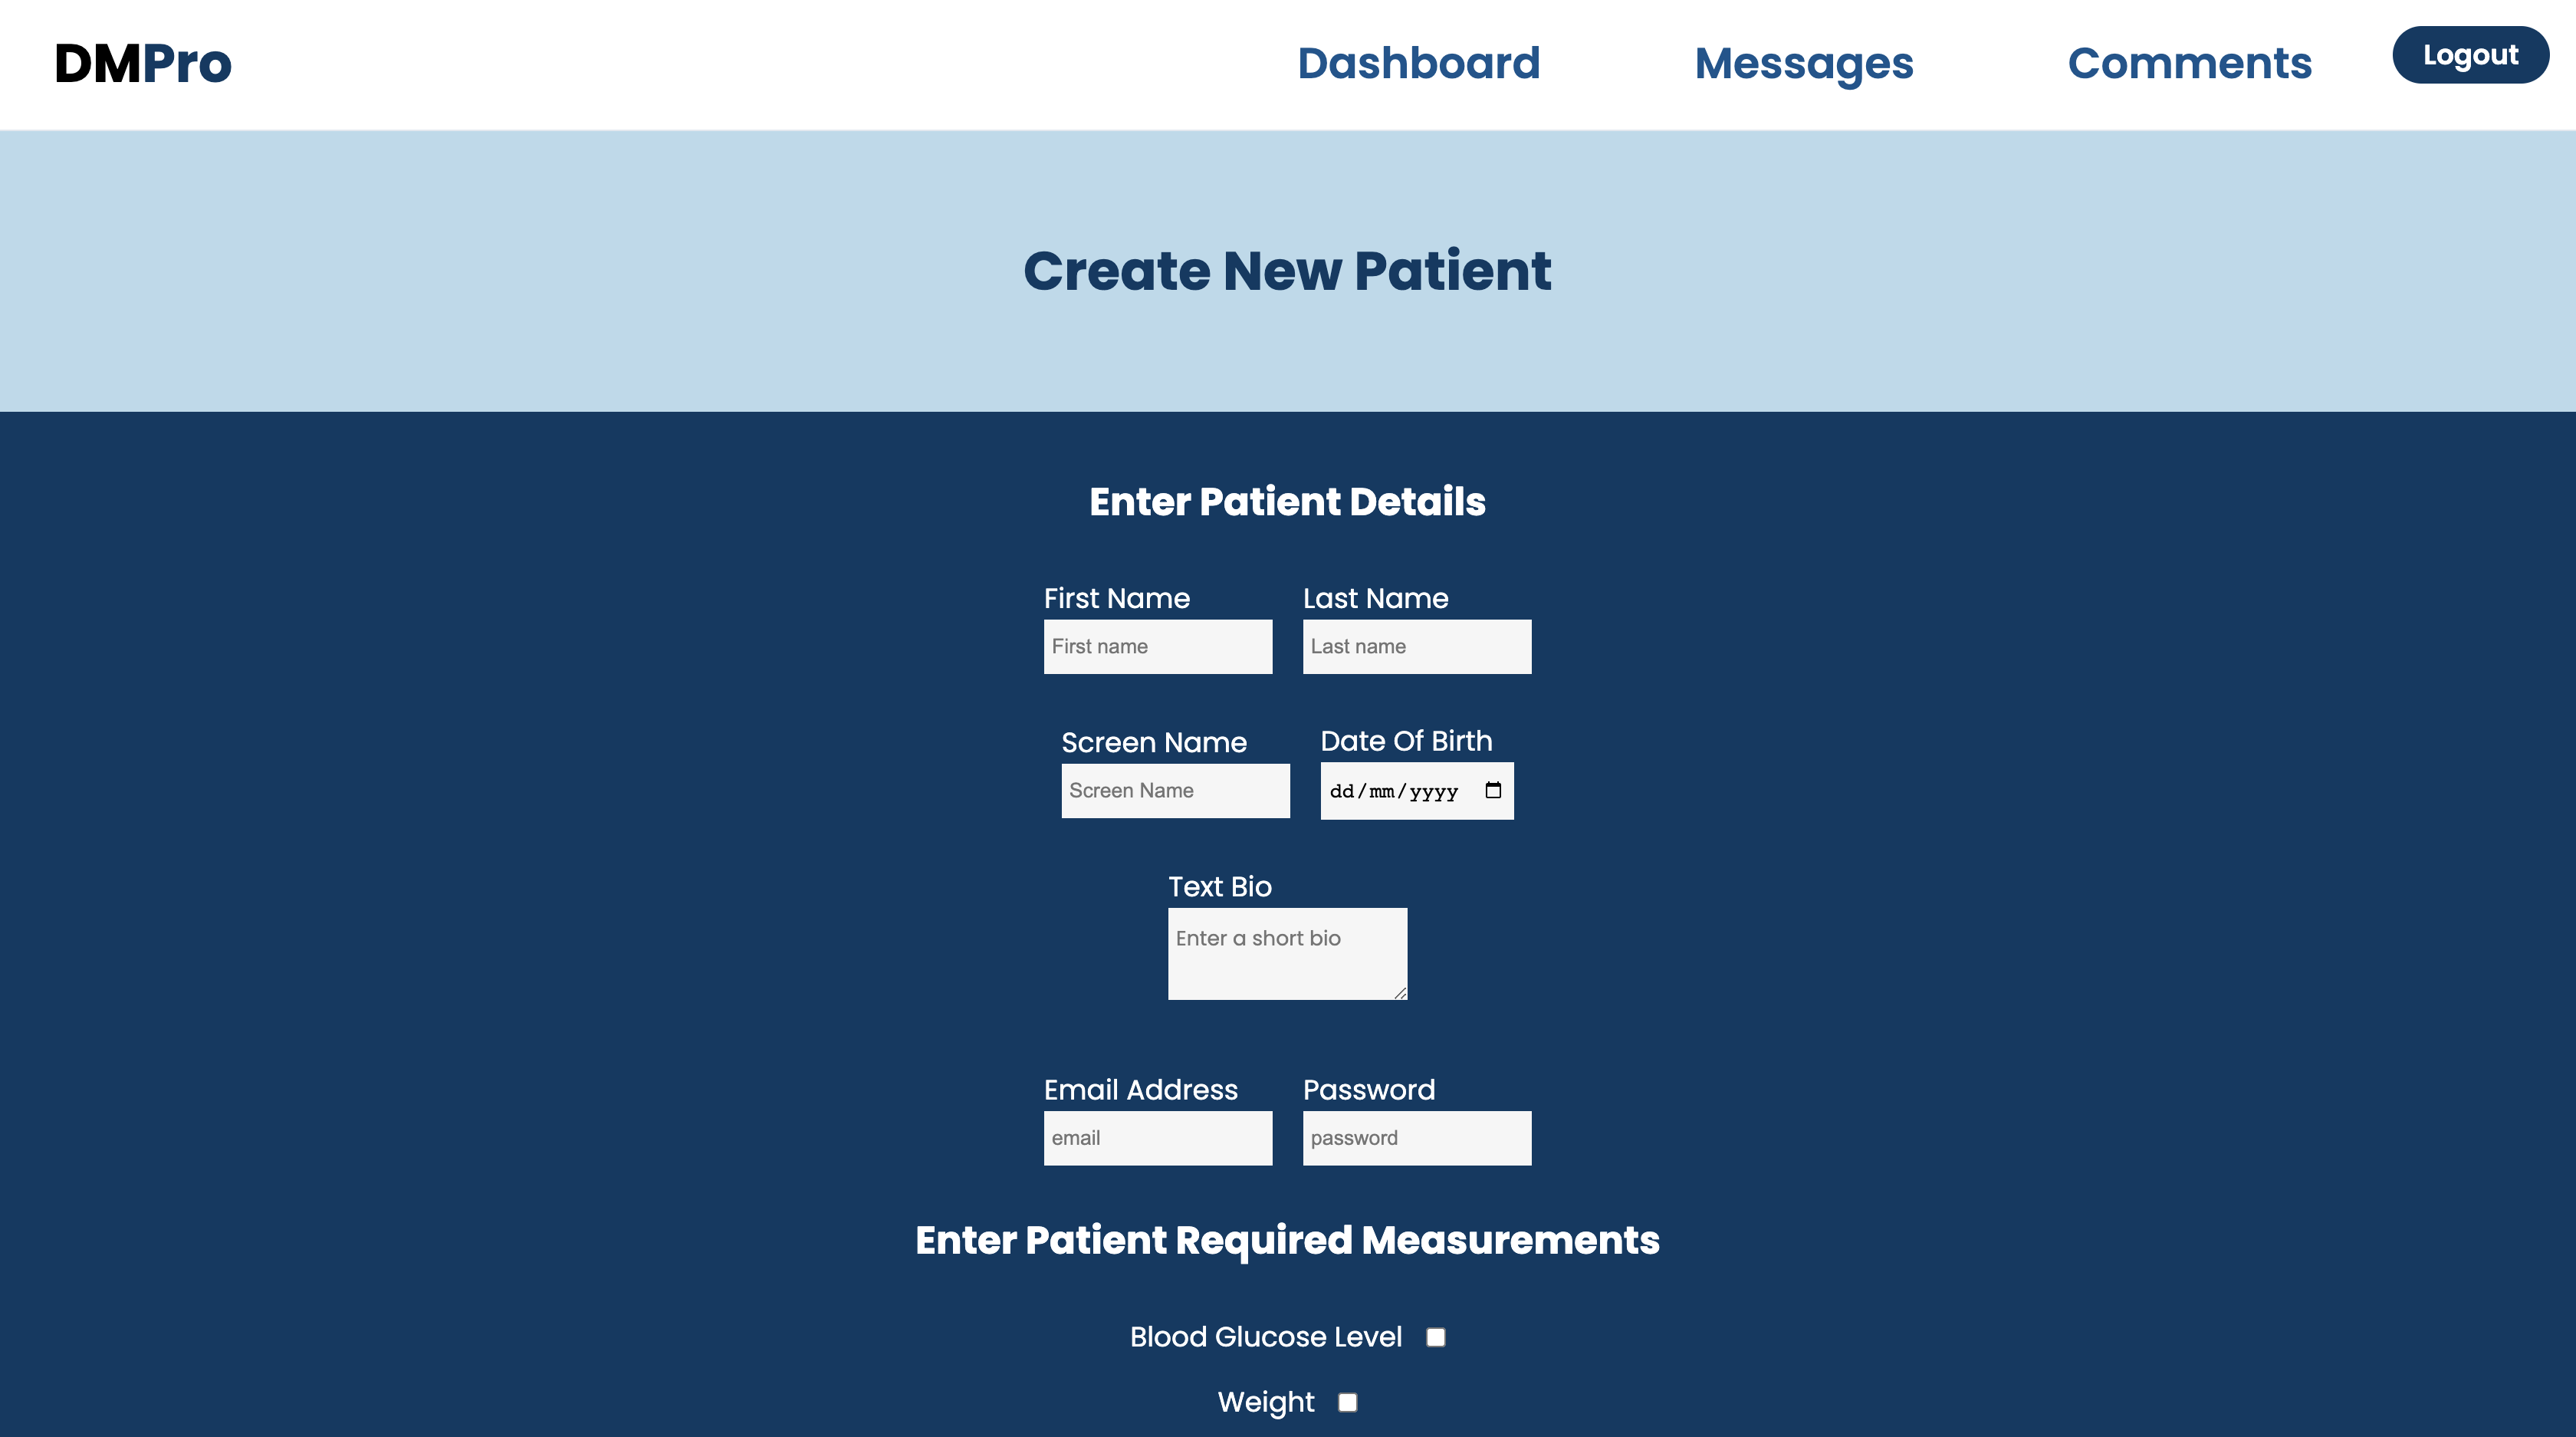 DMPro Dashboard Messages Comments Logout
Create New Patient
Enter Patient Details
First Name Last Name
First name Last name
Screen Name Date Of Birth
Screen Name dd/mm/yyyy
Text Bio
Enter a short bio
Email Address Password
email password
Enter Patient Required Measurements
Blood Glucose Level
Weight